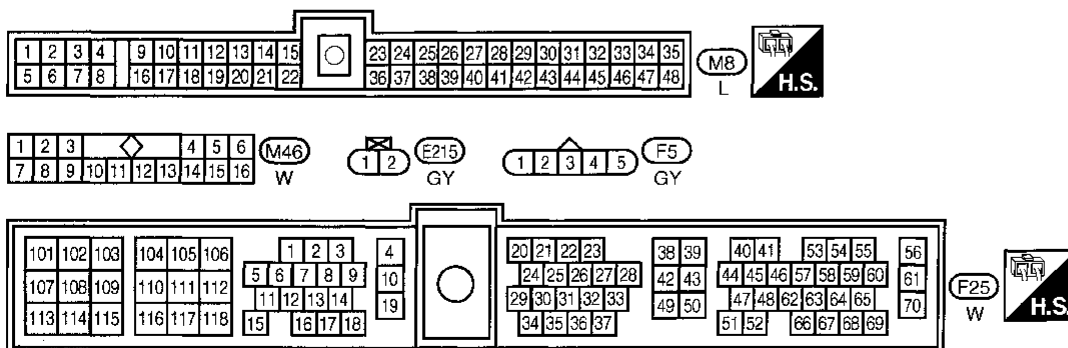 1 2 3 4 9 10 11 12 13 14 15 23 24 25 26 27 28 29 30 31 32 33 34 35
5 6 7 8 16 17 18 19 20 21 22 36 37 38 39 40 41 42 43 44 45 46 47 48
M8
L
H.S.
1 2 3 4 5 6
7 8 9 10 11 12 13 14 15 16
M46
W
1 2
E215
GY
1 2 3 4 5
F5
GY
101 102 103 104 105 106 1 2 3 4 20 21 22 23 38 39 40 41 53 54 55 56
107 108 109 110 111 112 5 6 7 8 9 10 24 25 26 27 28 42 43 44 45 46 57 58 59 60 61
113 114 115 116 117 118 11 12 13 14 19 29 30 31 32 33 49 50 47 48 62 63 64 65 70
15 16 17 18 34 35 36 37 51 52 66 67 68 69
F25
W
H.S.